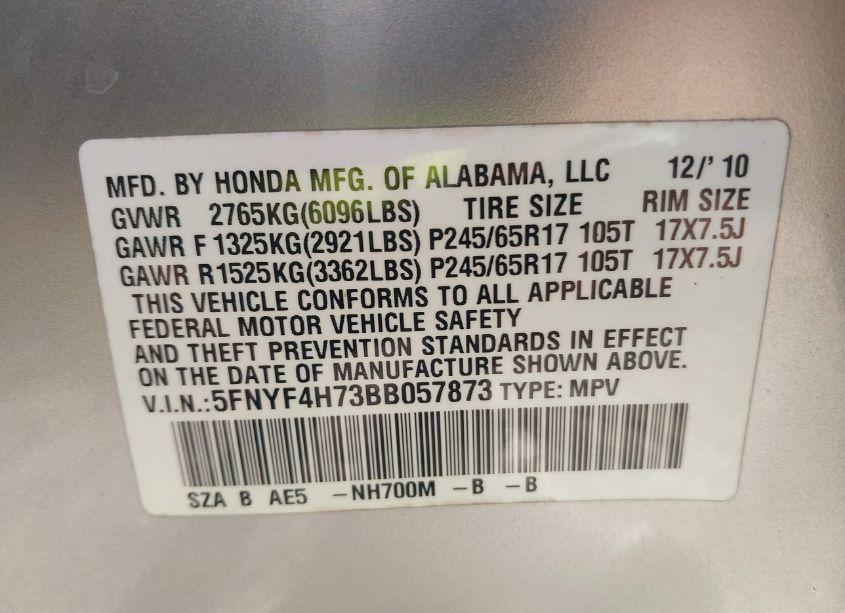 MFD. BY HONDA MFG. OF ALABAMA, LLC 12/' 10
GVWR 2765KG(6096LBS) TIRE SIZE RIM SIZE
GAWR F 1325KG(2921LBS) P245/65R17 105T 17X7.5J
GAWR R1525KG(3362LBS) P245/65R17 105T 17X7.5J
THIS VEHICLE CONFORMS TO ALL APPLICABLE
FEDERAL MOTOR VEHICLE SAFETY
AND THEFT PREVENTION STANDARDS IN EFFECT
ON THE DATE OF MANUFACTURE SHOWN ABOVE.
V.I.N.:5FNYF4H73BB057873 TYPE: MPV
SZA B AE5 -NH700M -B -B